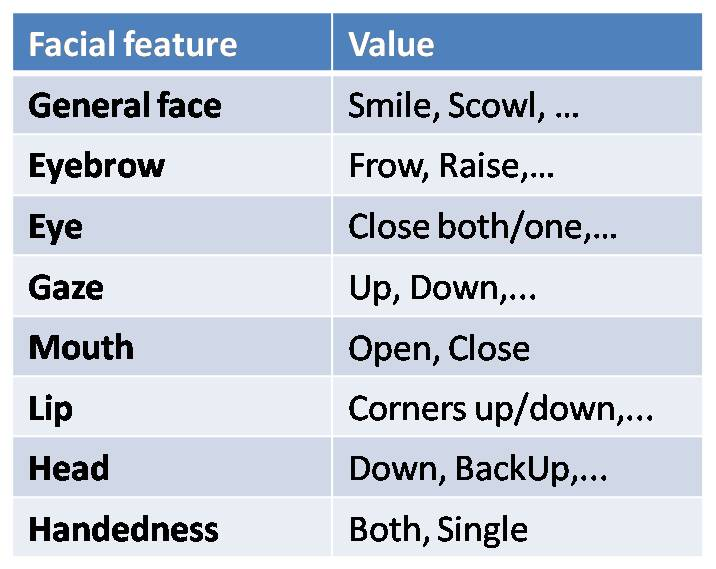 Facial feature Value
General face Smile, Scowl, ...
Eyebrow Frow, Raise,...
Eye Close both/one,...
Gaze Up, Down,...
Mouth Open, Close
Lip Corners up/down,...
Head Down, BackUp,...
Handedness Both, Single